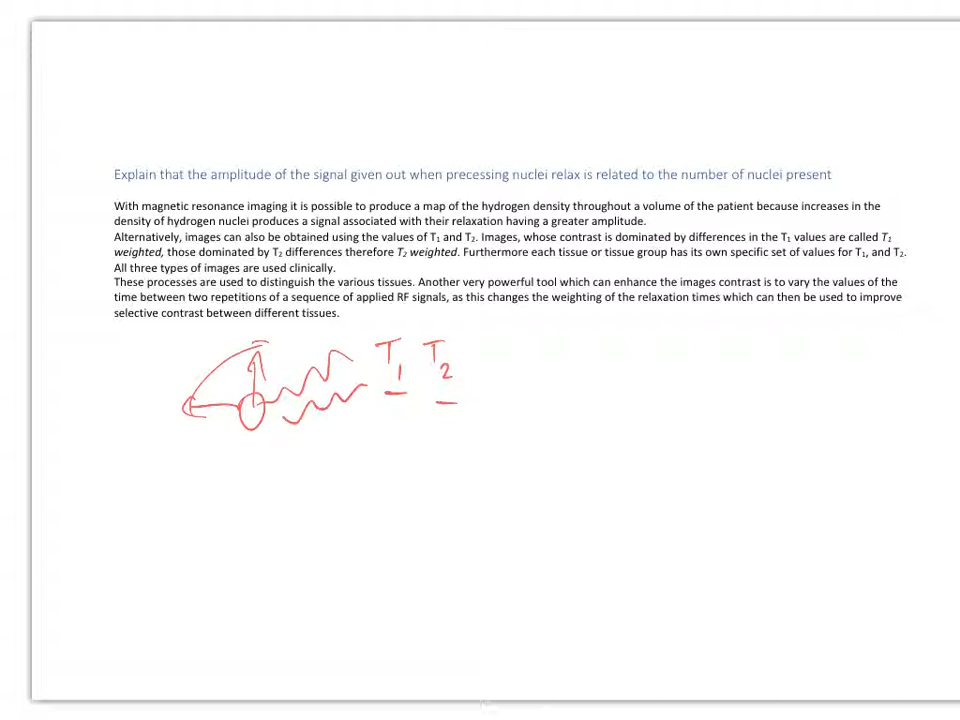 Explain that the amplitude of the signal given out when precessing nuclei relax is related to the number of nuclei present
With magnetic resonance imaging it is possible to produce a map of the hydrogen density throughout a volume of the patient because increases in the
density of hydrogen nuclei produces a signal associated with their relaxation having a greater amplitude.
Alternatively, images can also be obtained using the values of T₁ and T₂. Images, whose contrast is dominated by differences in the T₁ values are called T₁
weighted, those dominated by T₂ differences therefore T₂ weighted. Furthermore each tissue or tissue group has its own specific set of values for T₁, and T₂.
All three types of images are used clinically.
These processes are used to distinguish the various tissues. Another very powerful tool which can enhance the images contrast is to vary the values of the
time between two repetitions of a sequence of applied RF signals, as this changes the weighting of the relaxation times which can then be used to improve
selective contrast between different tissues.
T₁ T₂